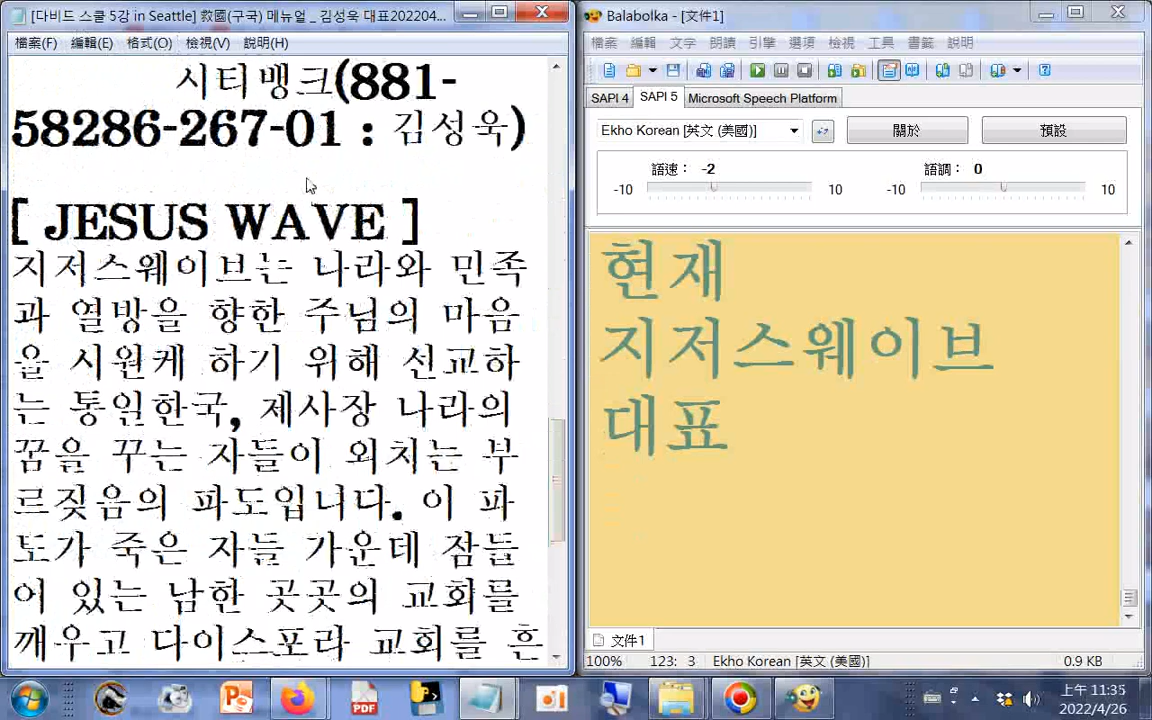 [다비드 스쿨 5강 in Seattle] 救國(구국) 메뉴얼 _ 김성욱 대표202204...
檔案(F) 編輯(E) 格式(O) 檢視(V) 說明(H)
시티뱅크(881-
58286-267-01 : 김성욱)
[ JESUS WAVE ]
지저스웨이브는 나라와 민족
과 열방을 향한 주님의 마음
을 시원케 하기 위해 선교하
는 통일한국, 제사장 나라의
꿈을 꾸는 자들이 외치는 부
르짖음의 파도입니다. 이 파
도가 죽은 자들 가운데 잠들
어 있는 남한 곳곳의 교회를
깨우고 다이스포라 교회를 흔
Balabolka - [文件1]
檔案 編輯 文字 朗讀 引擎 選項 檢視 工具 書籤 說明
SAPI 4 SAPI 5 Microsoft Speech Platform
Ekho Korean [英文 (美國)] 關於 預設
語速： -2 語調： 0
-10 10 -10 10
현재
지저스웨이브
대표
文件1
100% 123: 3 Ekho Korean [英文 (美國)] 0.9 KB
PDF
上午 11:35
2022/4/26